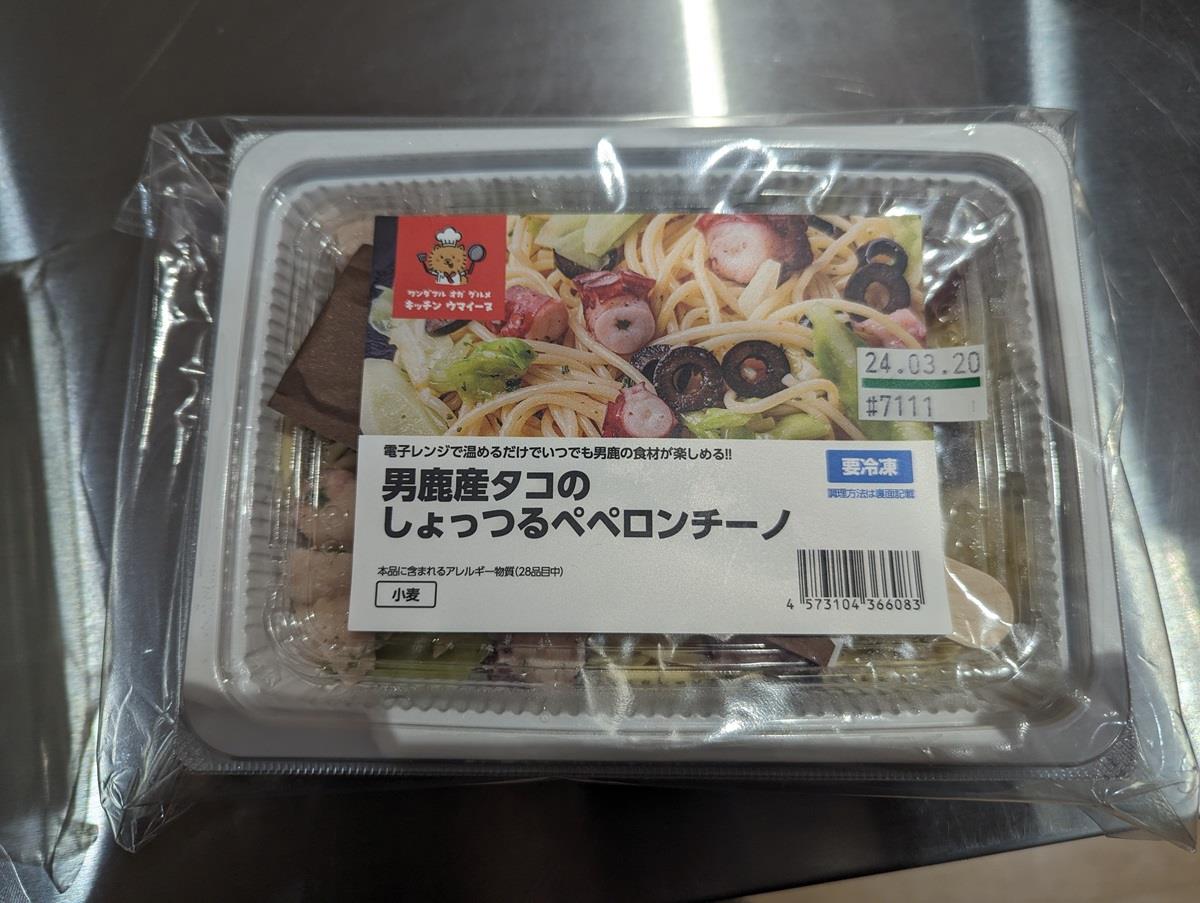 ワンダフル オガ グルメ
キッチン ウマイーヌ
24.03.20
#7111
電子レンジで温めるだけでいつでも男鹿の食材が楽しめる!!
要冷凍
調理方法は裏面記載
男鹿産タコの
しょっつるペペロンチーノ
本品に含まれるアレルギー物質(28品目中)
小麦
4 573104 366083